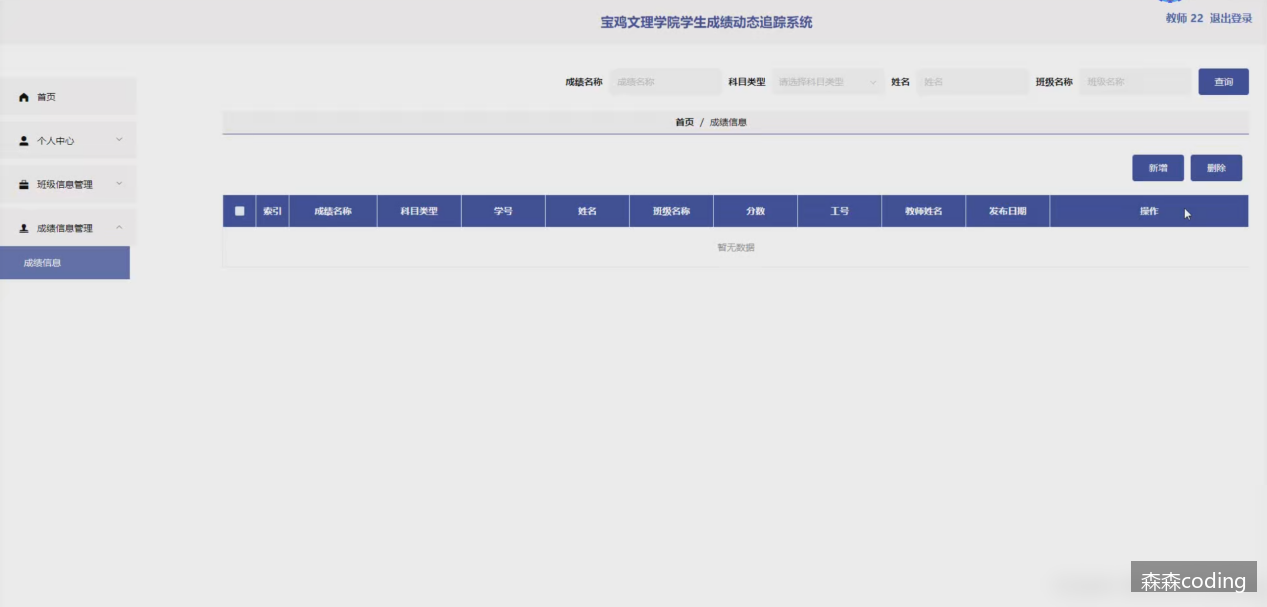 宝鸡文理学院学生成绩动态追踪系统
教师 22 退出登录
成绩名称 成绩名称 科目类型 请选择科目类型 姓名 姓名 班级名称 班级名称 查询
首页
首页 / 成绩信息
个人中心
新增 删除
班级信息管理
索引 成绩名称 科目类型 学号 姓名 班级名称 分数 工号 教师姓名 发布日期 操作
成绩信息管理
暂无数据
成绩信息
森森coding